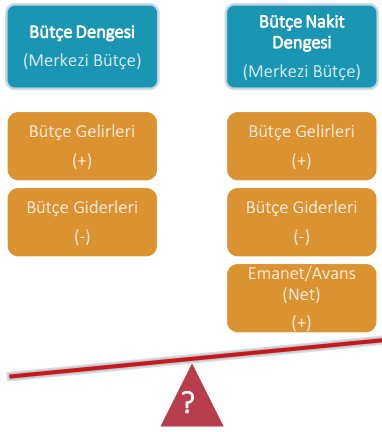 Bütçe Dengesi
(Merkezi Bütçe)
Bütçe Gelirleri
(+)
Bütçe Giderleri
(-)
Bütçe Nakit
Dengesi
(Merkezi Bütçe)
Bütçe Gelirleri
(+)
Bütçe Giderleri
(-)
Emanet/Avans
(Net)
(+)
?